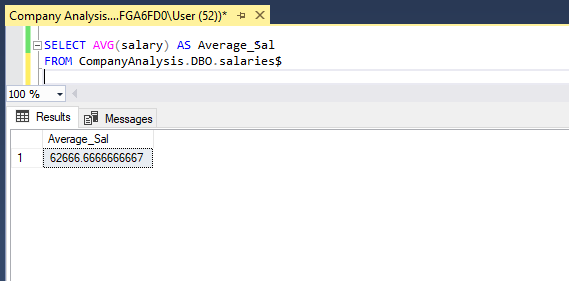 Company Analysis....FGA6FD0\User (52))*
SELECT AVG(salary) AS Average_Sal
FROM CompanyAnalysis.DBO.salaries$
100 %
Results Messages
Average_Sal
1 62666.6666666667